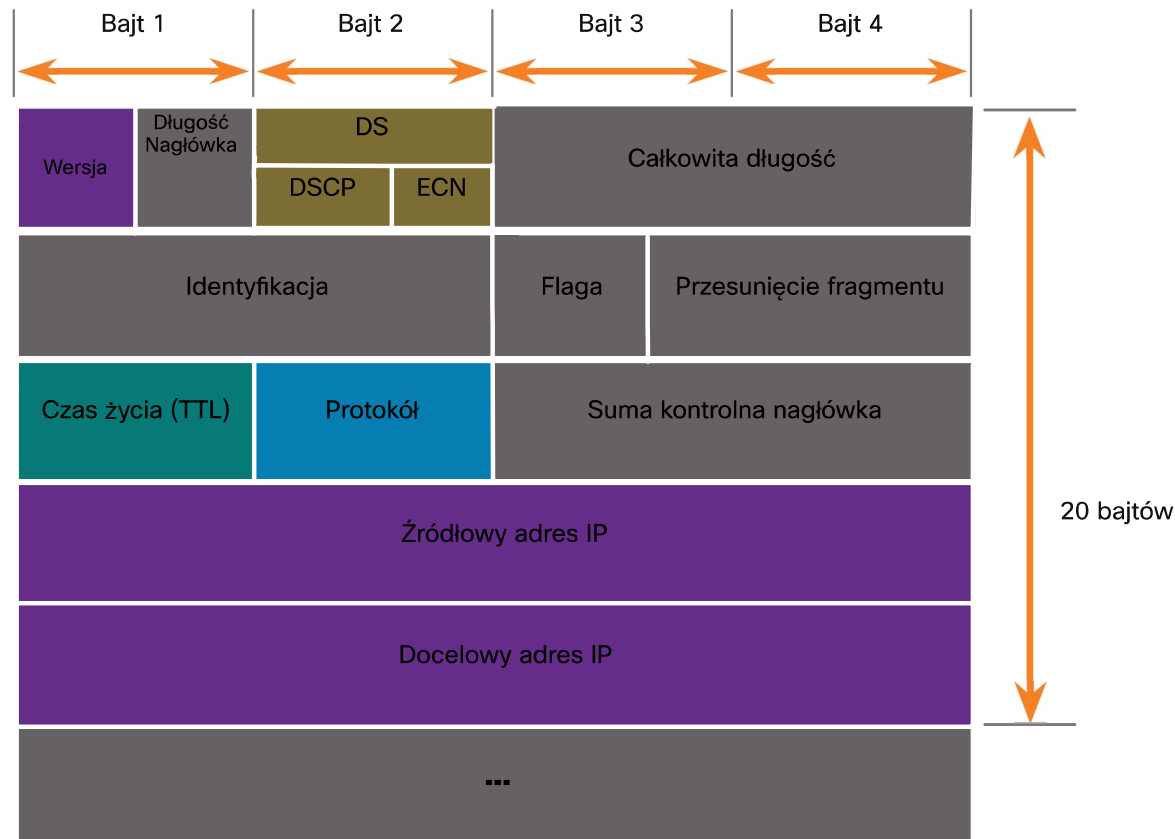 Bajt 1
Bajt 2
Bajt 3
Bajt 4
Wersja
Długość
Nagłówka
DS
DSCP
ECN
Całkowita długość
Identyfikacja
Flaga
Przesunięcie fragmentu
Czas życia (TTL)
Protokół
Suma kontrolna nagłówka
Źródłowy adres IP
20 bajtów
Docelowy adres IP
...